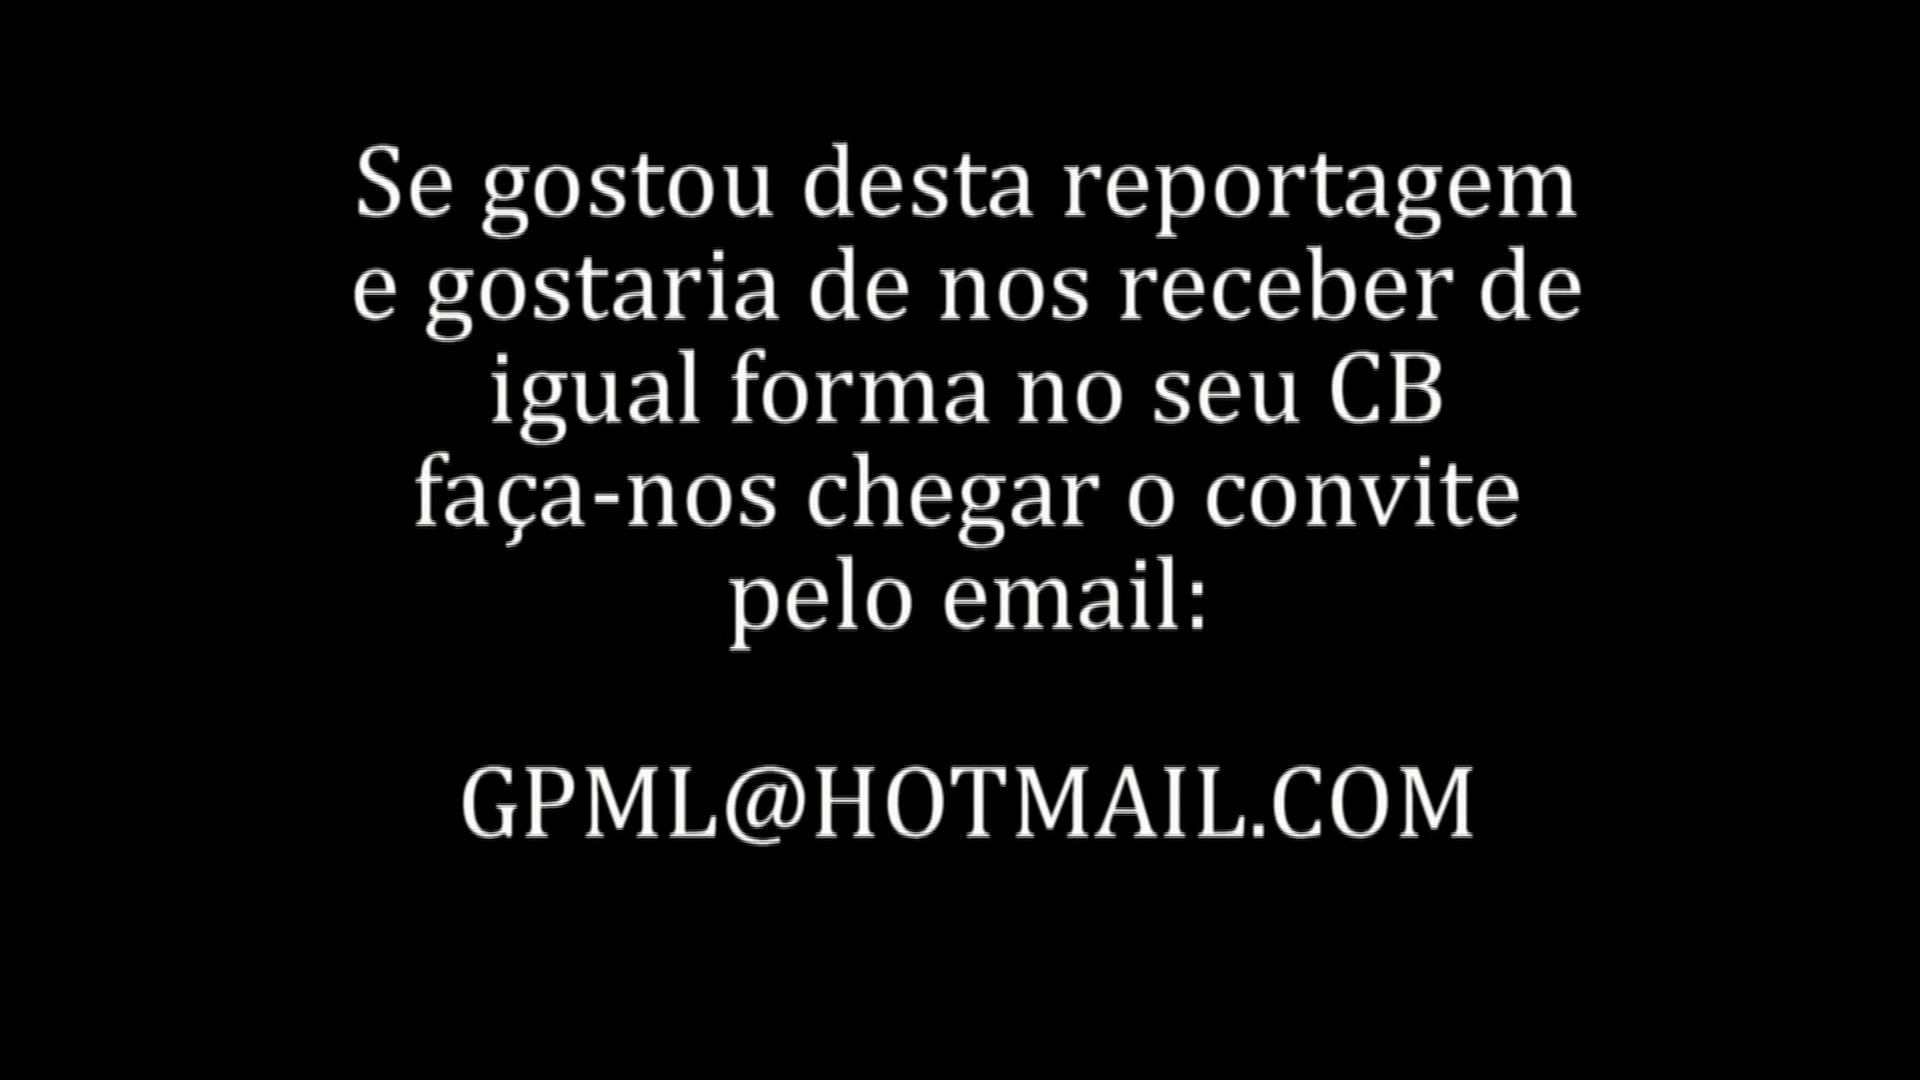 Se gostou desta reportagem
e gostaria de nos receber de
igual forma no seu CB
faça-nos chegar o convite
pelo email:
GPML@HOTMAIL.COM